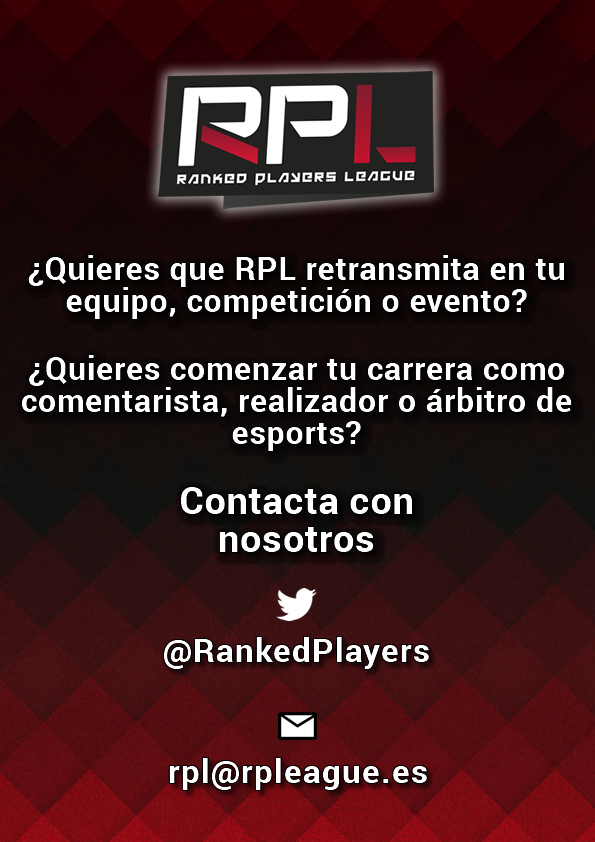 RPL
RANKED PLAYERS LEAGUE
¿Quieres que RPL retransmita en tu
equipo, competición o evento?
¿Quieres comenzar tu carrera como
comentarista, realizador o árbitro de
esports?
Contacta con
nosotros
@RankedPlayers
rpl@rpleague.es